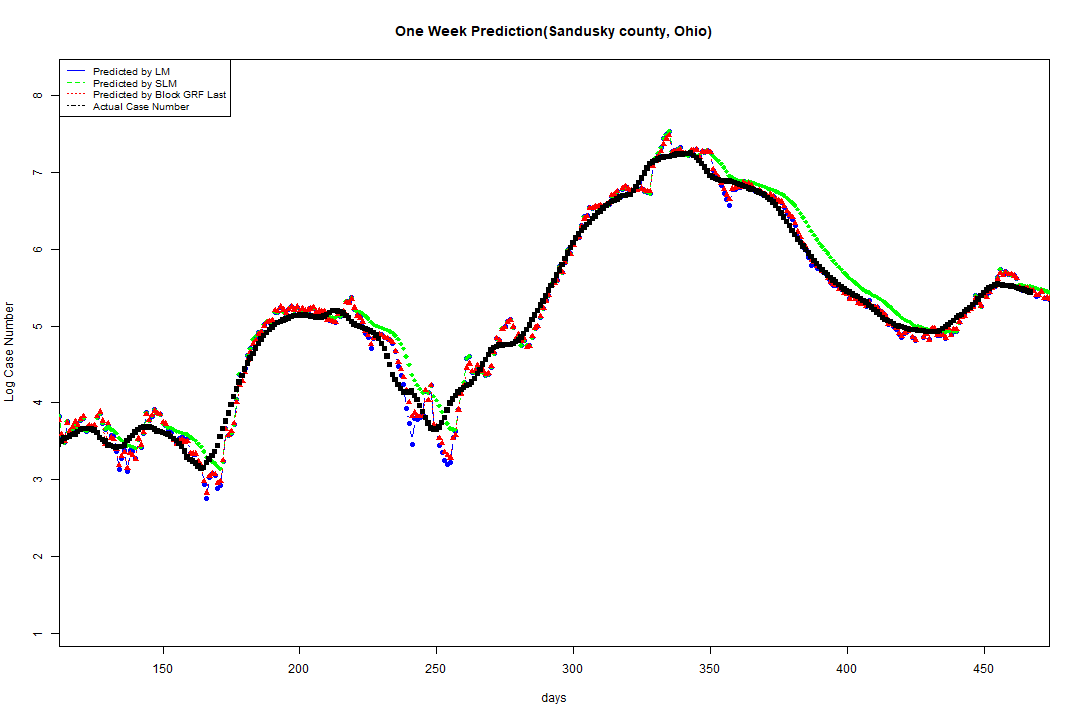 One Week Prediction(Sandusky county, Ohio)
Predicted by LM
Predicted by SLM
Predicted by Block GRF Last
Actual Case Number
8
7
6
5
4
3
2
1
Log Case Number
150 200 250 300 350 400 450
days